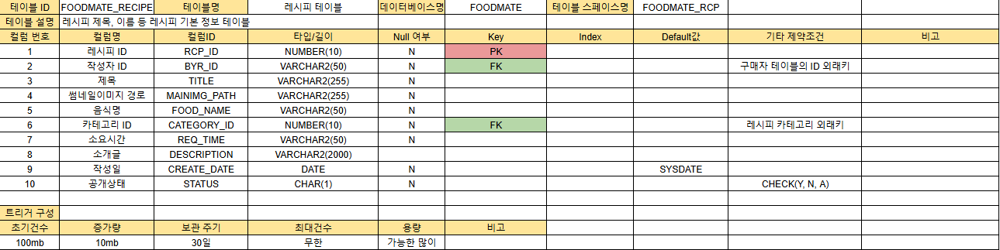 테이블 ID FOODMATE_RECIPE 테이블명 레시피 테이블 데이터베이스명 FOODMATE 테이블 스페이스명 FOODMATE_RCP
테이블 설명 레시피 제목, 이름 등 레시피 기본 정보 테이블
컬럼 번호 컬럼명 컬럼ID 타입/길이 Null 여부 Key Index Default값 기타 제약조건 비고
1 레시피 ID RCP_ID NUMBER(10) N PK
2 작성자 ID BYR_ID VARCHAR2(50) N FK 구매자 테이블의 ID 외래키
3 제목 TITLE VARCHAR2(255) N
4 썸네일이미지 경로 MAINIMG_PATH VARCHAR2(255) N
5 음식명 FOOD_NAME VARCHAR2(50) N
6 카테고리 ID CATEGORY_ID NUMBER(10) N FK 레시피 카테고리 외래키
7 소요시간 REQ_TIME VARCHAR2(50) N
8 소개글 DESCRIPTION VARCHAR2(2000)
9 작성일 CREATE_DATE DATE N SYSDATE
10 공개상태 STATUS CHAR(1) N CHECK(Y, N, A)
트리거 구성
초기건수 증가량 보관 주기 최대건수 용량 비고
100mb 10mb 30일 무한 가능한 많이